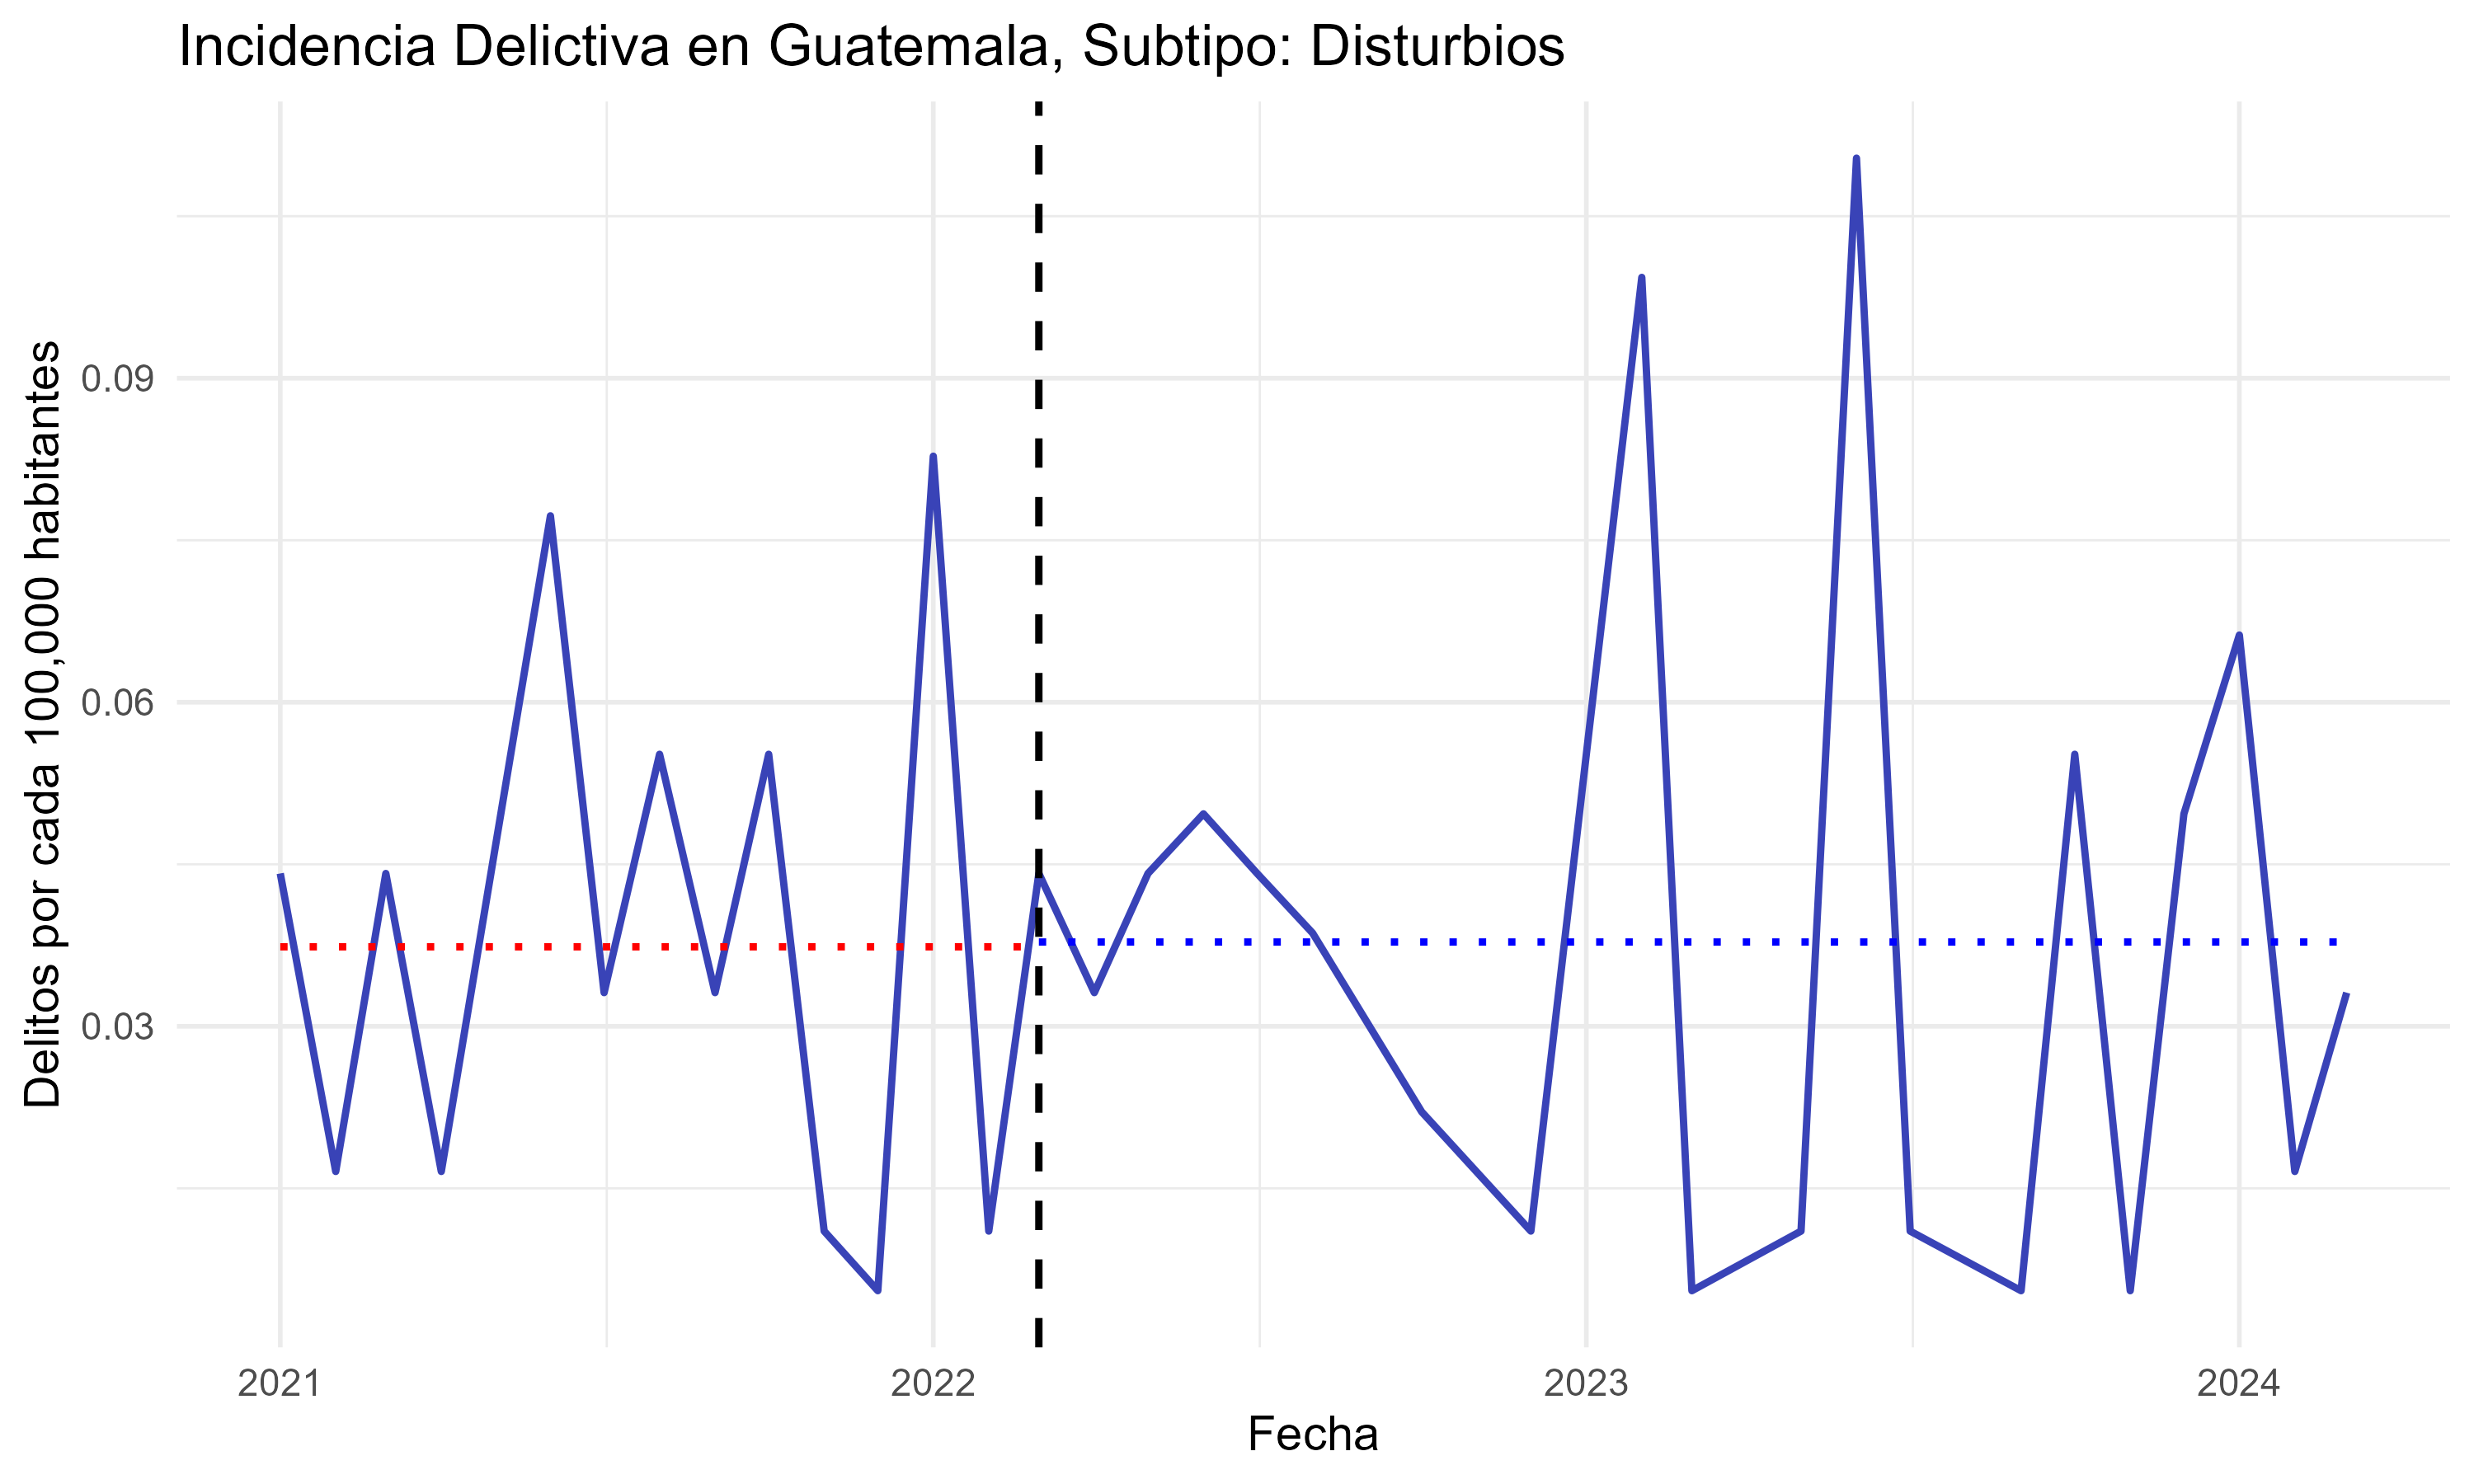 Incidencia Delictiva en Guatemala, Subtipo: Disturbios
Delitos por cada 100,000 habitantes
0.09
0.06
0.03
2021
2022
2023
2024
Fecha